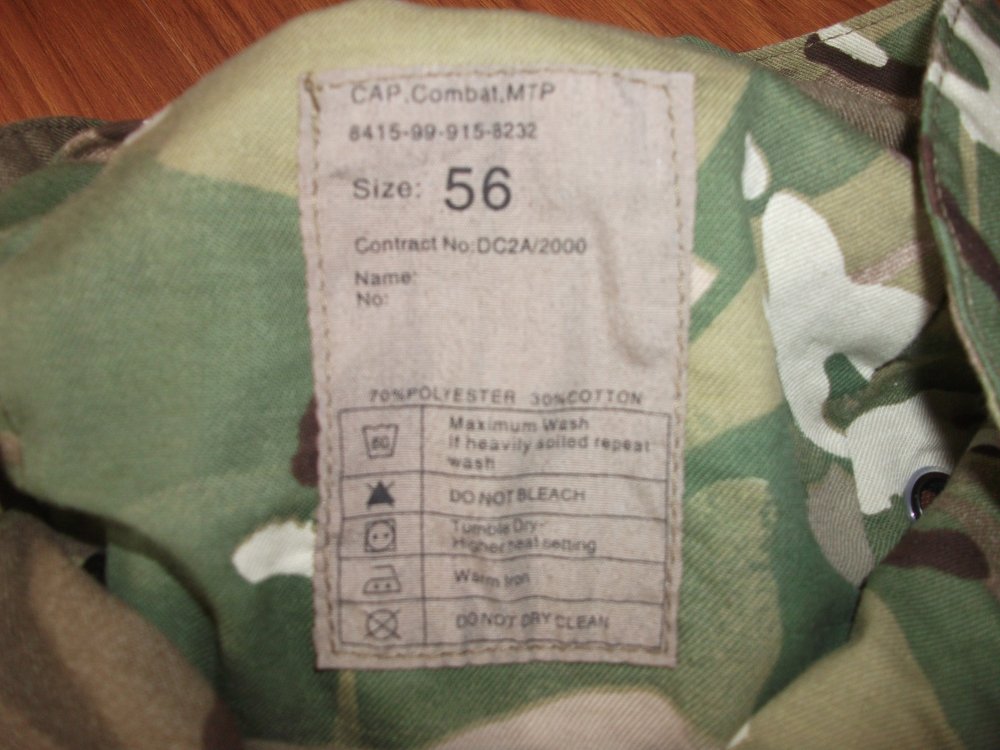 CAP,Combat,MTP
8415-99-915-8232
Size: 56
Contract No:DC2A/2000
Name:
No:
70%POLYESTER 30%COTTON
60 Maximum Wash
If heavily soiled repeat
wash
DO NOT BLEACH
Tumble Dry-
Higher heat setting
Warm Iron
DO NOT DRY CLEAN